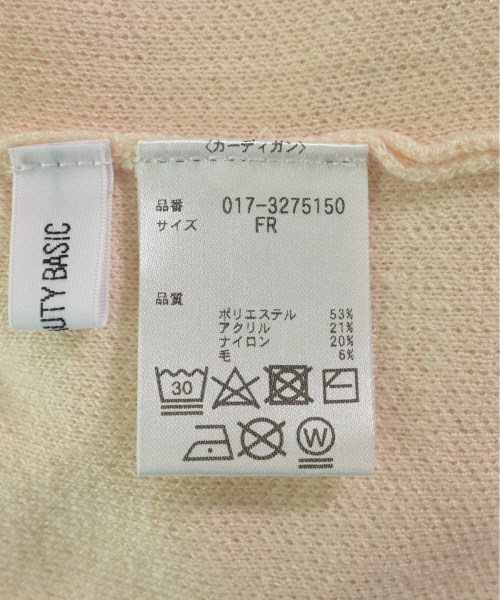 〈カーディガン〉
品番 017-3275150
サイズ FR
品質
ポリエステル 53%
アクリル 21%
ナイロン 20%
毛 6%
30
W
UTY BASIC